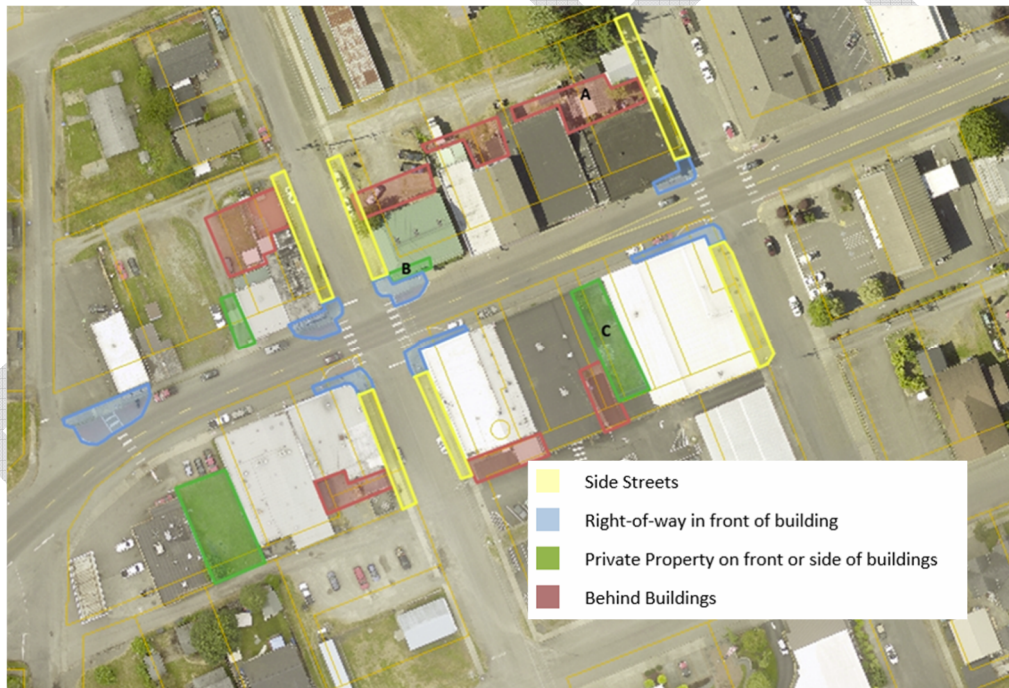 A
B
C
Side Streets
Right-of-way in front of building
Private Property on front or side of buildings
Behind Buildings